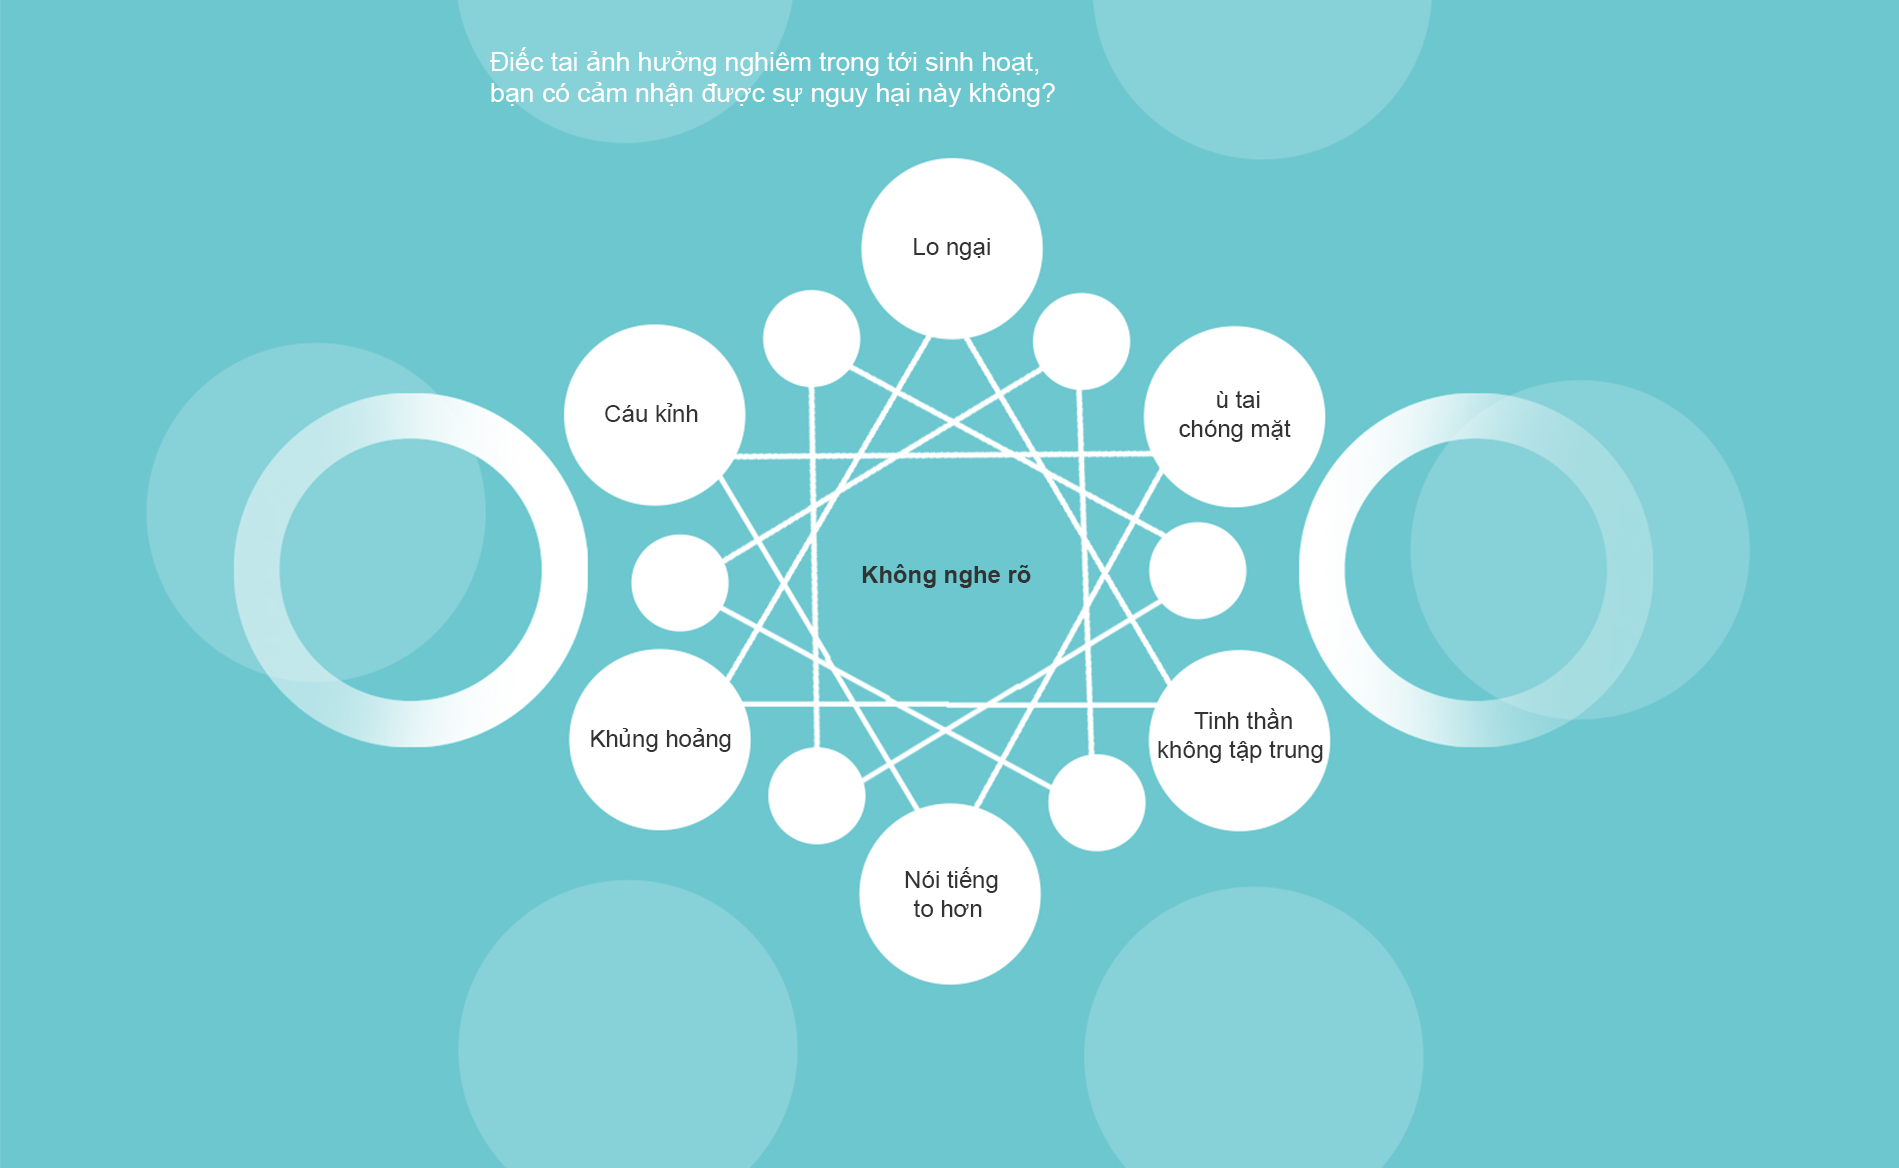 Điếc tai ảnh hưởng nghiêm trọng tới sinh hoạt,
bạn có cảm nhận được sự nguy hại này không?
Lo ngại
Cáu kỉnh
ù tai
chóng mặt
Không nghe rõ
Khủng hoảng
Tinh thần
không tập trung
Nói tiếng
to hơn